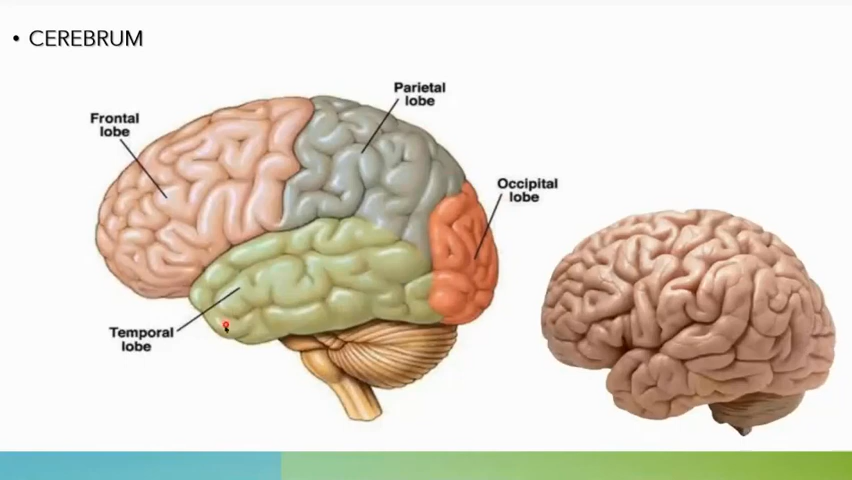 • CEREBRUM
Parietal
lobe
Frontal
lobe
Occipital
lobe
Temporal
lobe